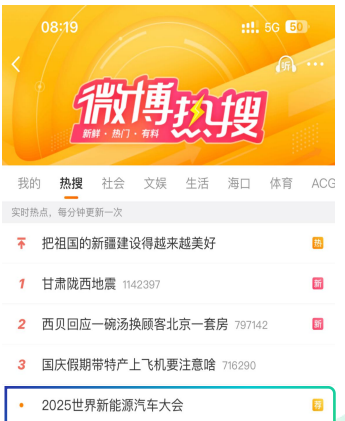 08:19 5G 50
听
微博热搜
新鲜·热门·有料
我的 热搜 社会 文娱 生活 海口 体育 ACG
实时热点，每分钟更新一次
把祖国的新疆建设得越来越美好 热
1 甘肃陇西地震 1142397 新
2 西贝回应一碗汤换顾客北京一套房 797142 新
3 国庆假期带特产上飞机要注意啥 716290
• 2025世界新能源汽车大会 荐